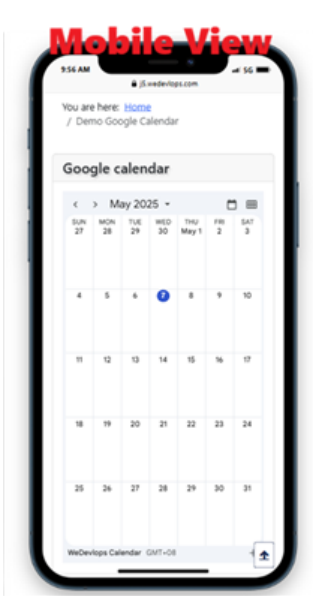 Mobile View
9:56 AM 5G
j5.wedevlops.com
You are here: Home
/ Demo Google Calendar
Google calendar
< > May 2025
SUN MON TUE WED THU FRI SAT
27 28 29 30 May 1 2 3
4 5 6 7 8 9 10
11 12 13 14 15 16 17
18 19 20 21 22 23 24
25 26 27 28 29 30 31
WeDevlops Calendar GMT+08